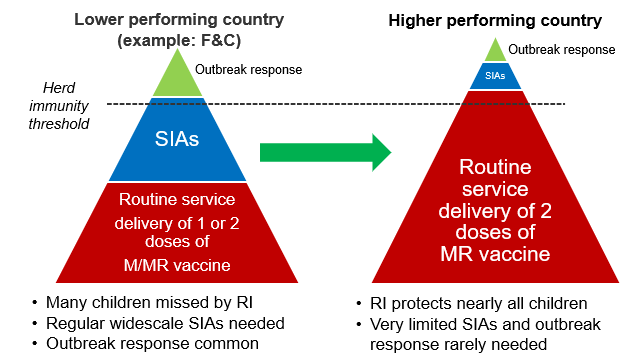 Lower performing country
(example: F&C)
Outbreak response
Herd
immunity
threshold
SIAs
Routine service
delivery of 1 or 2
doses of
M/MR vaccine
• Many children missed by RI
• Regular widescale SIAs needed
• Outbreak response common
Higher performing country
Outbreak response
SIAs
Routine
service
delivery of 2
doses of
MR vaccine
• RI protects nearly all children
• Very limited SIAs and outbreak
response rarely needed